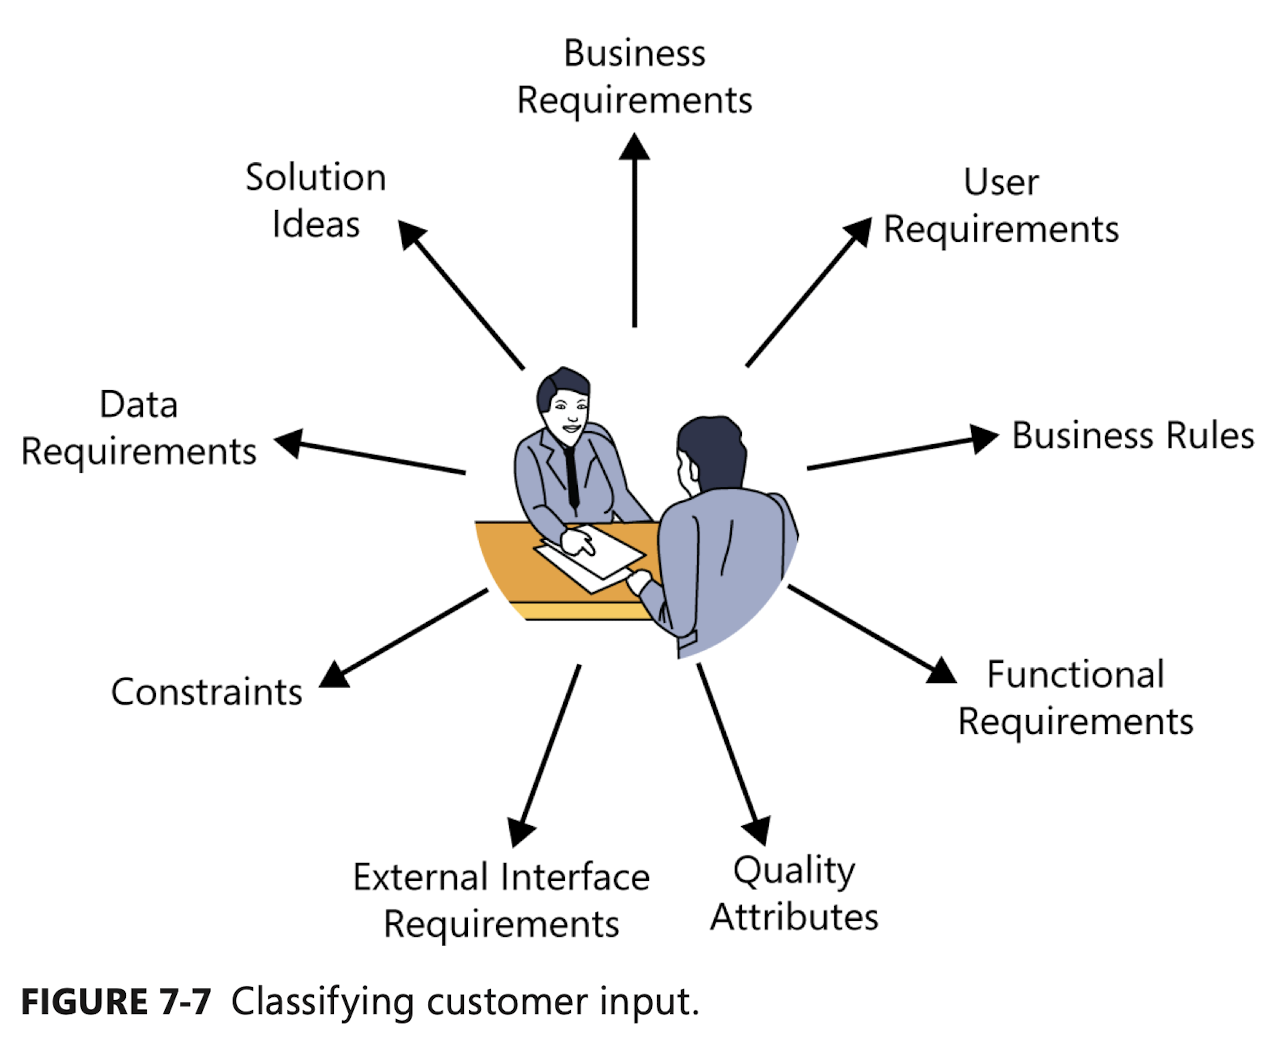 Business
Requirements
Solution
Ideas
User
Requirements
Data
Requirements
Business Rules
Constraints
Functional
Requirements
External Interface
Requirements
Quality
Attributes
FIGURE 7-7 Classifying customer input.